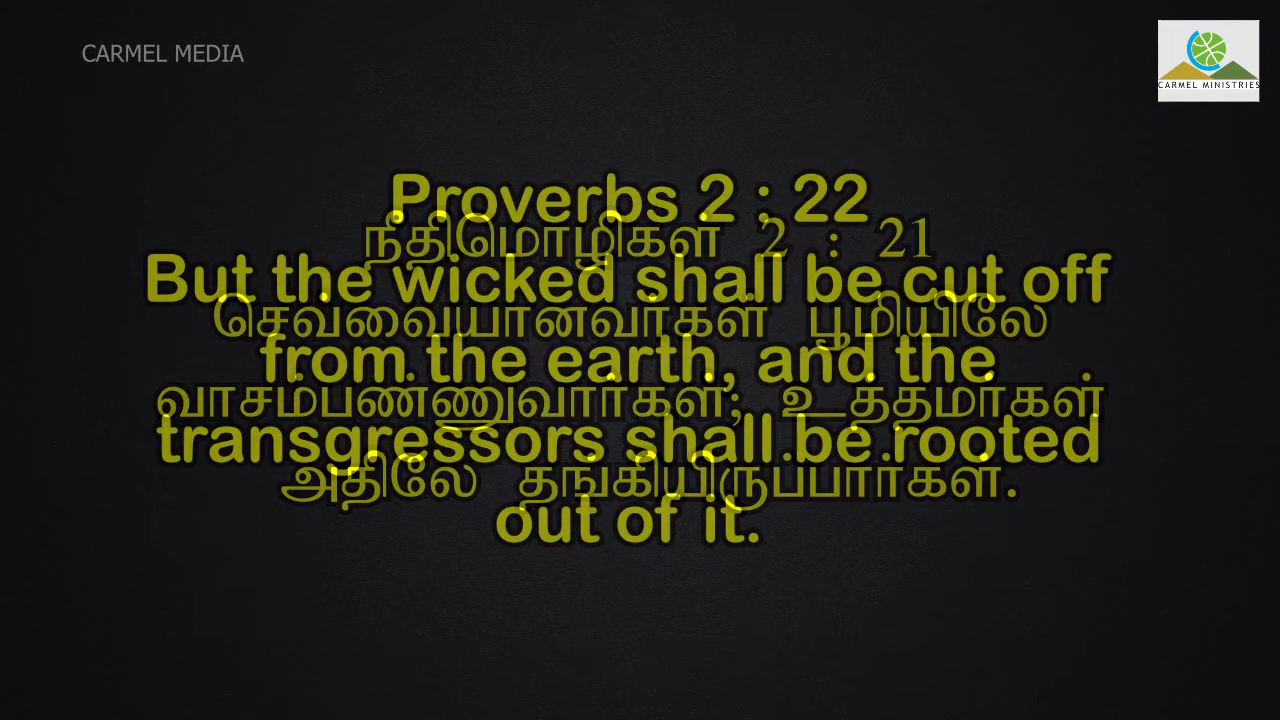 CARMEL MEDIA
CARMEL MINISTRIES
Proverbs 2 : 22
நீதிமொழிகள் 2 : 21
But the wicked shall be cut off
செவ்வையானவர்கள் பூமியிலே
from the earth, and the
வாசம்பண்ணுவார்கள்; உத்தமர்கள்
transgressors shall be rooted
அதிலே தங்கியிருப்பார்கள்.
out of it.